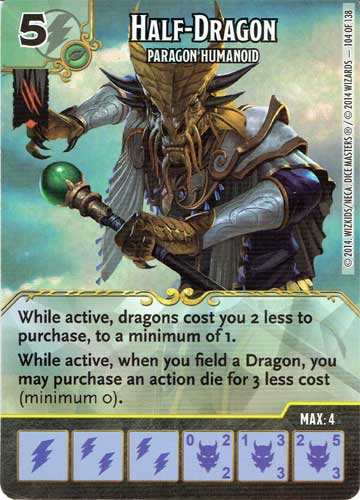 5
HALF-DRAGON
PARAGON HUMANOID
© 2014 WIZKIDS/NECA. |DICE MASTERS ®/© 2014 WIZARDS — 104 OF 138
While active, dragons cost you 2 less to
purchase, to a minimum of 1.
While active, when you field a Dragon, you
may purchase an action die for 3 less cost
(minimum 0).
MAX: 4
0 2 2
1 3 3
2 5 3